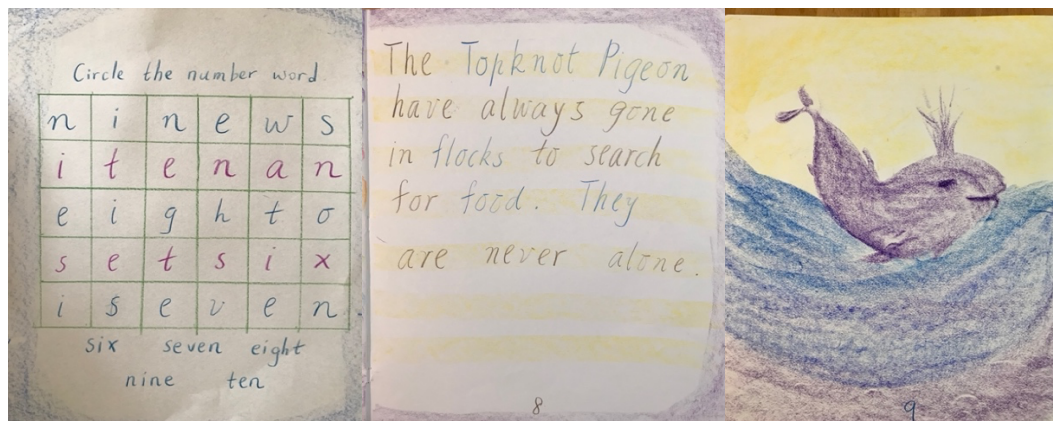 Circle the number word
n i n e w s
i t e n a n
e i g h t o
s e t s i x
i s e v e n
six seven eight
nine ten
The Topknot Pigeon
have always gone
in flocks to search
for food. They
are never alone.
8
9